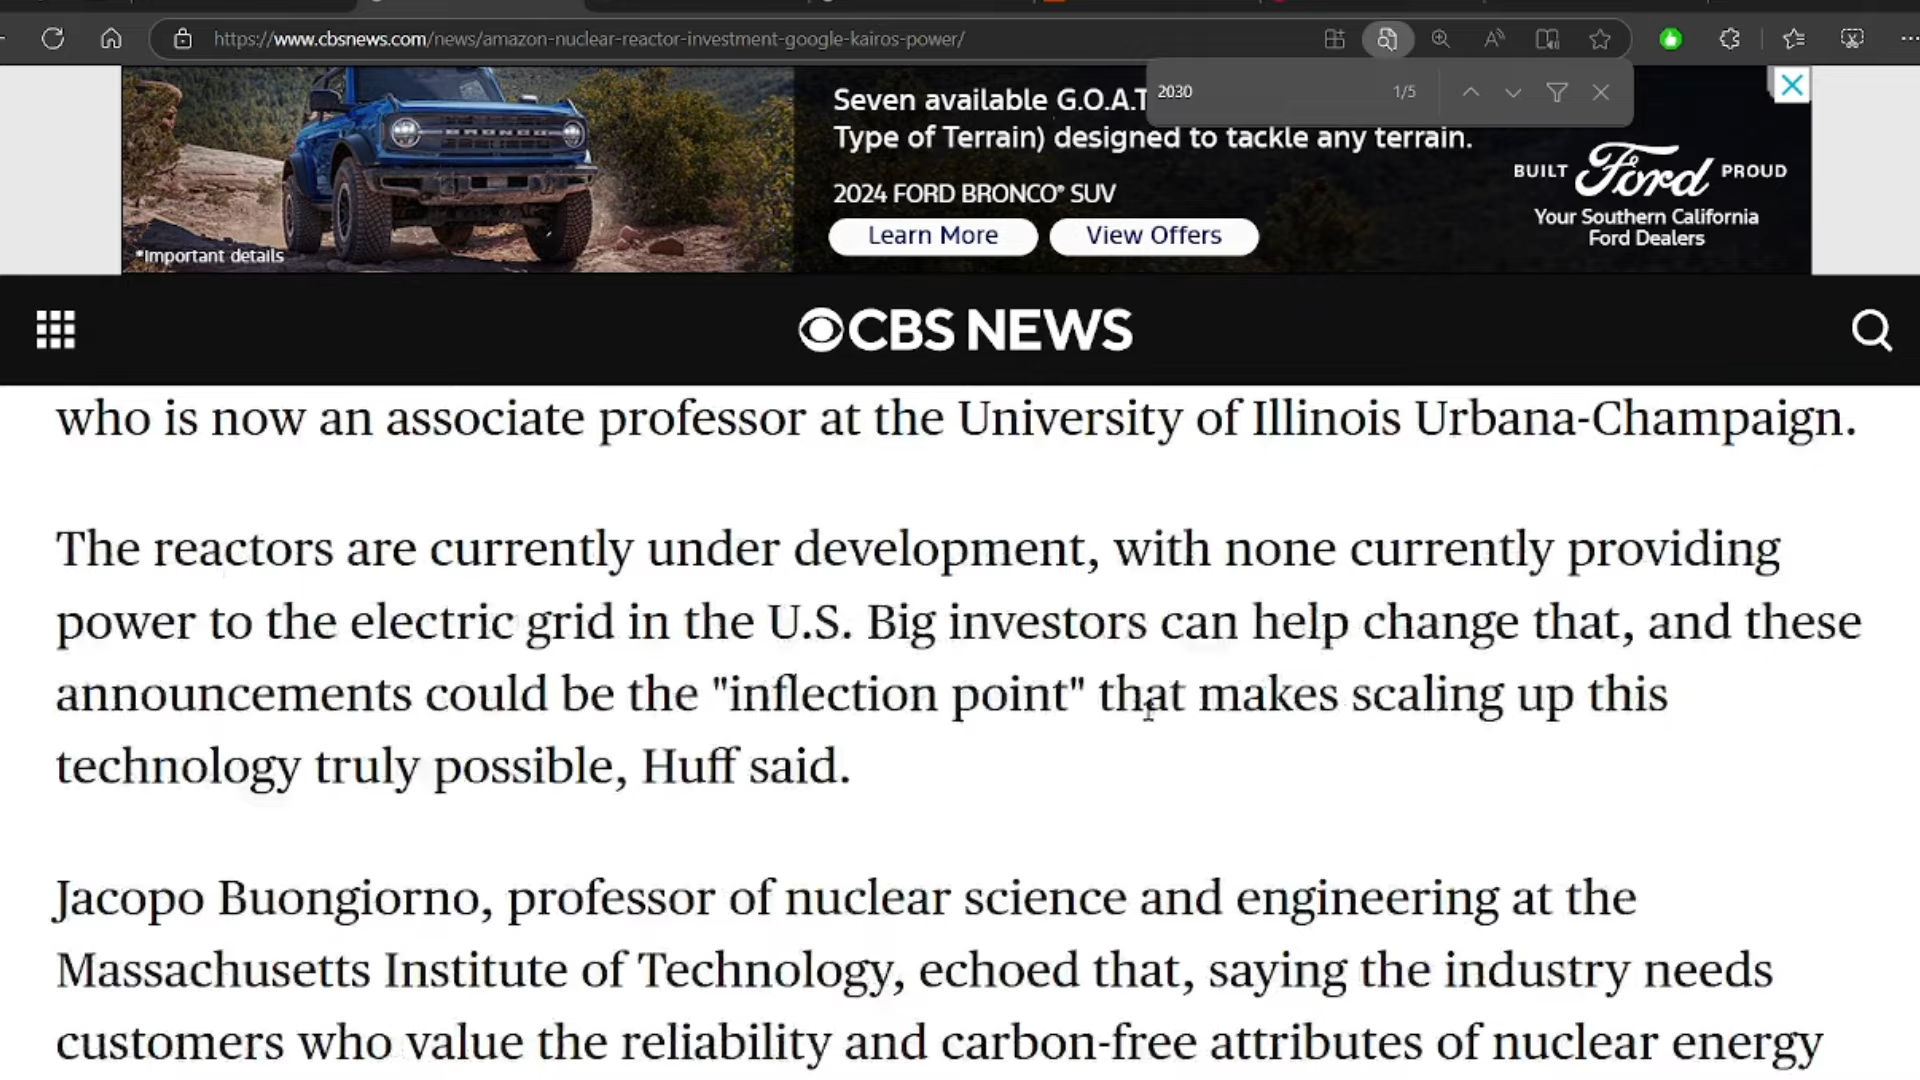 https://www.cbsnews.com/news/amazon-nuclear-reactor-investment-google-kairos-power/
2030
1/5
Seven available G.O.A.T
Type of Terrain) designed to tackle any terrain.
2024 FORD BRONCO® SUV
Learn More
View Offers
*Important details
BRONCO
BUILT Ford PROUD
Your Southern California
Ford Dealers
CBS NEWS
who is now an associate professor at the University of Illinois Urbana-Champaign.
The reactors are currently under development, with none currently providing
power to the electric grid in the U.S. Big investors can help change that, and these
announcements could be the "inflection point" that makes scaling up this
technology truly possible, Huff said.
Jacopo Buongiorno, professor of nuclear science and engineering at the
Massachusetts Institute of Technology, echoed that, saying the industry needs
customers who value the reliability and carbon-free attributes of nuclear energy